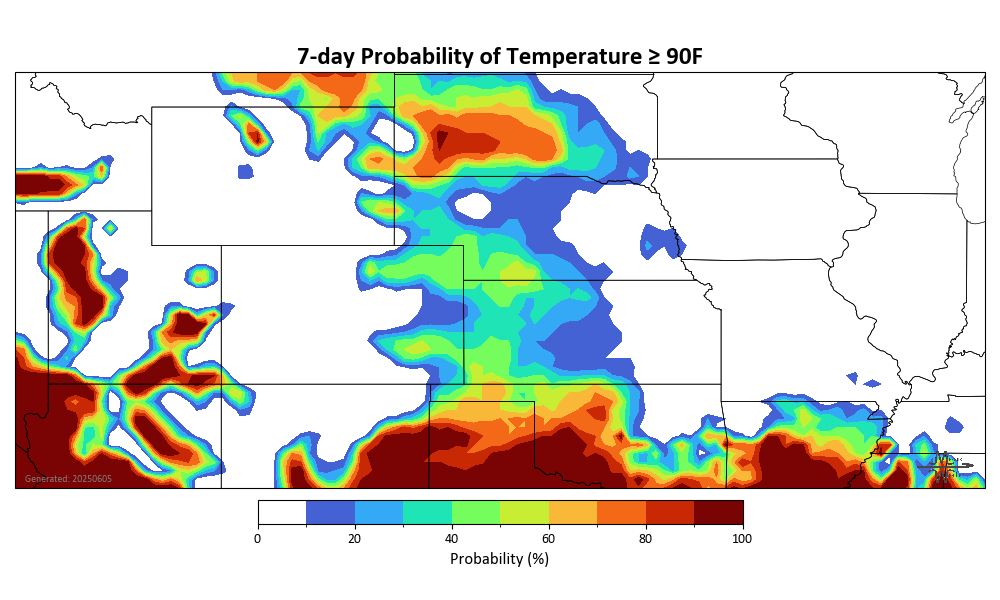 7-day Probability of Temperature ≥ 90F
Generated: 20250605
0 20 40 60 80 100
Probability (%)